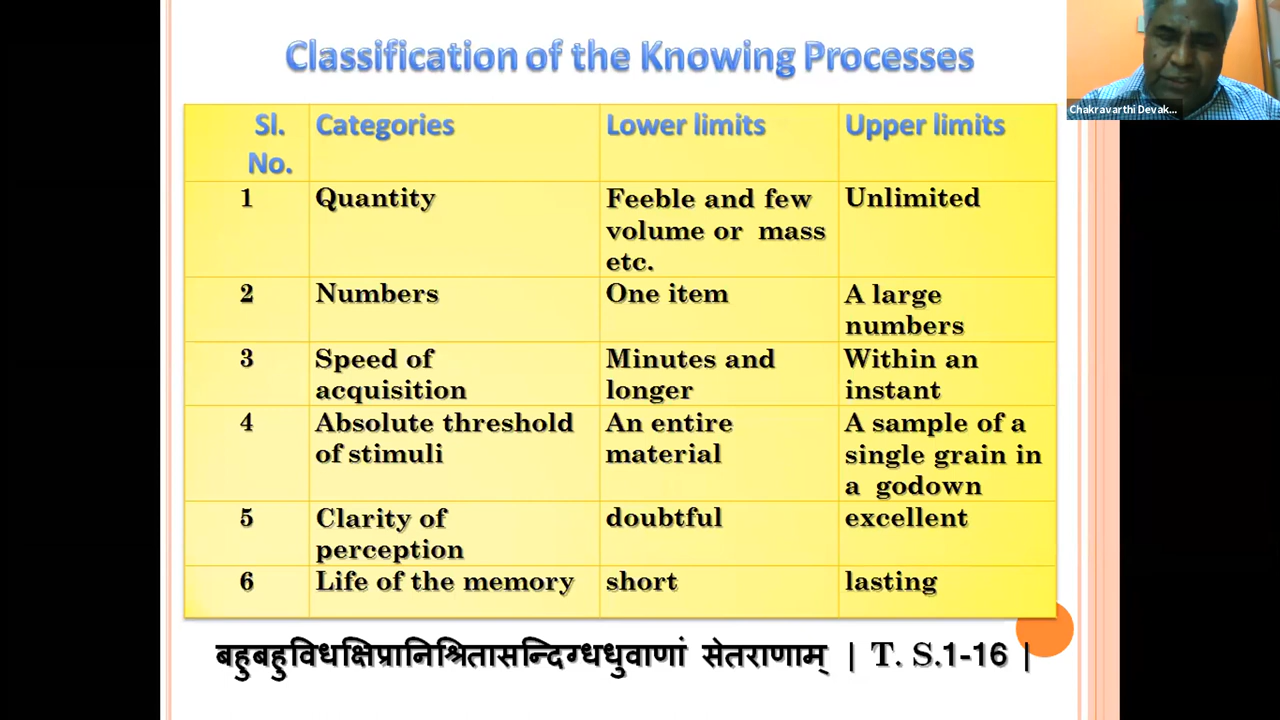 Classification of the Knowing Processes
Chakravarthi Devak...
Sl. No. Categories Lower limits Upper limits
1 Quantity Feeble and few volume or mass etc. Unlimited
2 Numbers One item A large numbers
3 Speed of acquisition Minutes and longer Within an instant
4 Absolute threshold of stimuli An entire material A sample of a single grain in a godown
5 Clarity of perception doubtful excellent
6 Life of the memory short lasting
बहुबहुविधक्षिप्रानिश्रितासन्दिग्धधुवाणां सेतराणाम् | T. S.1-16 |